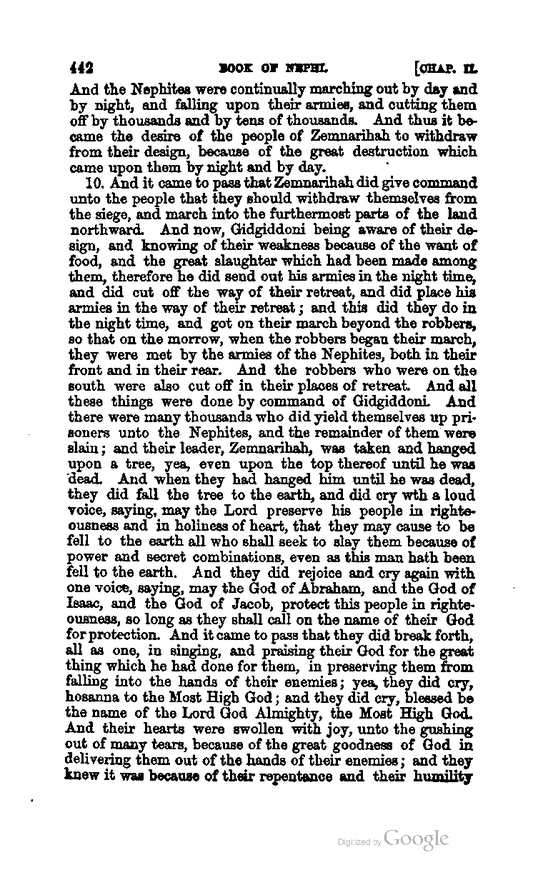 442 BOOK OF NEPHI. [CHAP. II.
And the Nephites were continually marching out by day and
by night, and falling upon their armies, and cutting them
off by thousands and by tens of thousands. And thus it be-
came the desire of the people of Zemnarihah to withdraw
from their design, because of the great destruction which
came upon them by night and by day.
10. And it came to pass that Zemnarihah did give command
unto the people that they should withdraw themselves from
the siege, and march into the furthermost parts of the land
northward. And now, Gidgiddoni being aware of their de-
sign, and knowing of their weakness because of the want of
food, and the great slaughter which had been made among
them, therefore he did send out his armies in the night time,
and did cut off the way of their retreat, and did place his
armies in the way of their retreat; and this did they do in
the night time, and got on their march beyond the robbers,
so that on the morrow, when the robbers began their march,
they were met by the armies of the Nephites, both in their
front and in their rear. And the robbers who were on the
south were also cut off in their places of retreat. And all
these things were done by command of Gidgiddoni. And
there were many thousands who did yield themselves up pri-
soners unto the Nephites, and the remainder of them were
slain; and their leader, Zemnarihah, was taken and hanged
upon a tree, yea, even upon the top thereof until he was
dead. And when they had hanged him until he was dead,
they did fall the tree to the earth, and did cry wth a loud
voice, saying, may the Lord preserve his people in righte-
ousness and in holiness of heart, that they may cause to be
fell to the earth all who shall seek to slay them because of
power and secret combinations, even as this man hath been
fell to the earth. And they did rejoice and cry again with
one voice, saying, may the God of Abraham, and the God of
Isaac, and the God of Jacob, protect this people in righte-
ousness, so long as they shall call on the name of their God
for protection. And it came to pass that they did break forth,
all as one, in singing, and praising their God for the great
thing which he had done for them, in preserving them from
falling into the hands of their enemies; yea, they did cry,
hosanna to the Most High God; and they did cry, blessed be
the name of the Lord God Almighty, the Most High God.
And their hearts were swollen with joy, unto the gushing
out of many tears, because of the great goodness of God in
delivering them out of the hands of their enemies; and they
knew it was because of their repentance and their humility
Digitized by Google